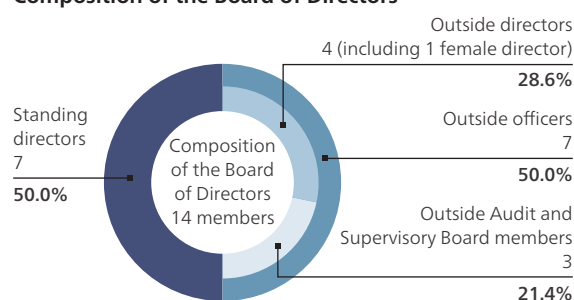 Composition of the Board of Directors
Outside directors
4 (including 1 female director)
28.6%
Standing
directors
7
50.0%
Composition
of the Board
of Directors
14 members
Outside officers
7
50.0%
Outside Audit and
Supervisory Board members
3
21.4%